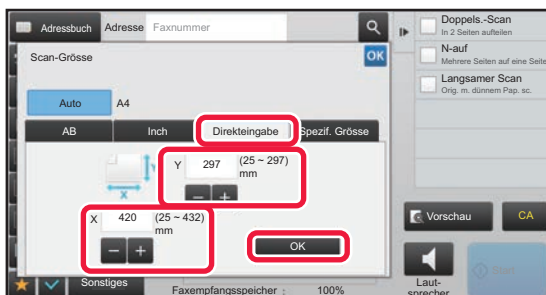 Adressbuch Adresse Faxnummer
Scan-Grösse OK
Auto A4
AB Inch Direkteingabe Spezif. Grösse
Y 297 (25 ~ 297)
mm
X 420 (25 ~ 432)
mm
OK
Sonstiges
Faxempfangsspeicher : 100%
Doppels.-Scan
In 2 Seiten aufteilen
N-auf
Mehrere Seiten auf eine Seite
Langsamer Scan
Orig. m. dünnem Pap. sc.
Vorschau CA
Laut-
sprecher
Start